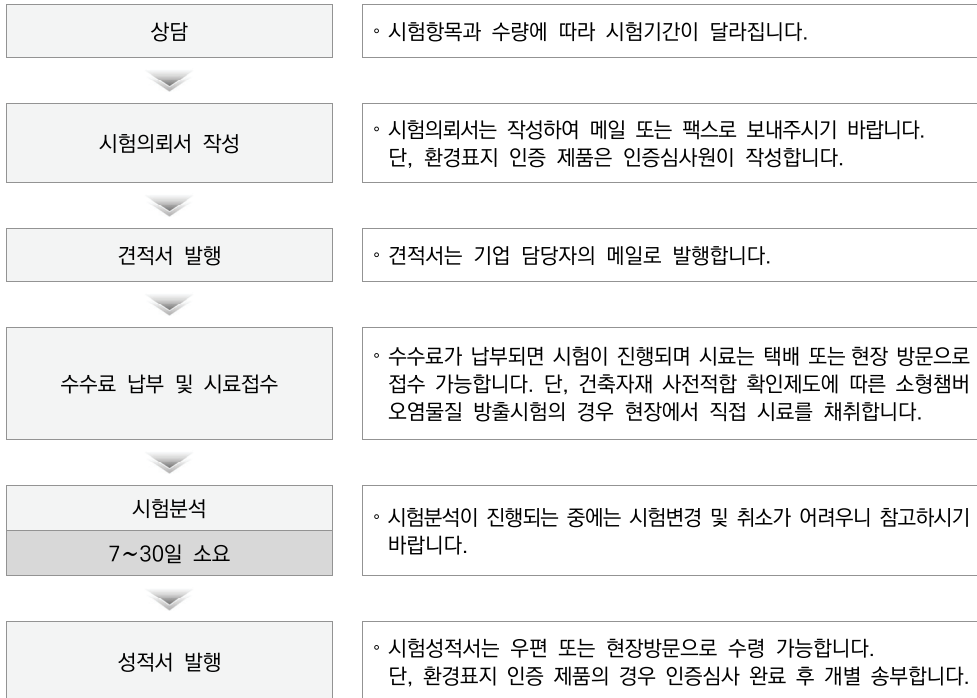 상담
◦ 시험항목과 수량에 따라 시험기간이 달라집니다.
시험의뢰서 작성
◦ 시험의뢰서는 작성하여 메일 또는 팩스로 보내주시기 바랍니다.
단, 환경표지 인증 제품은 인증심사원이 작성합니다.
견적서 발행
◦ 견적서는 기업 담당자의 메일로 발행합니다.
수수료 납부 및 시료접수
◦ 수수료가 납부되면 시험이 진행되며 시료는 택배 또는 현장 방문으로
접수 가능합니다. 단, 건축자재 사전적합 확인제도에 따른 소형챔버
오염물질 방출시험의 경우 현장에서 직접 시료를 채취합니다.
시험분석
7~30일 소요
◦ 시험분석이 진행되는 중에는 시험변경 및 취소가 어려우니 참고하시기
바랍니다.
성적서 발행
◦ 시험성적서는 우편 또는 현장방문으로 수령 가능합니다.
단, 환경표지 인증 제품의 경우 인증심사 완료 후 개별 송부합니다.